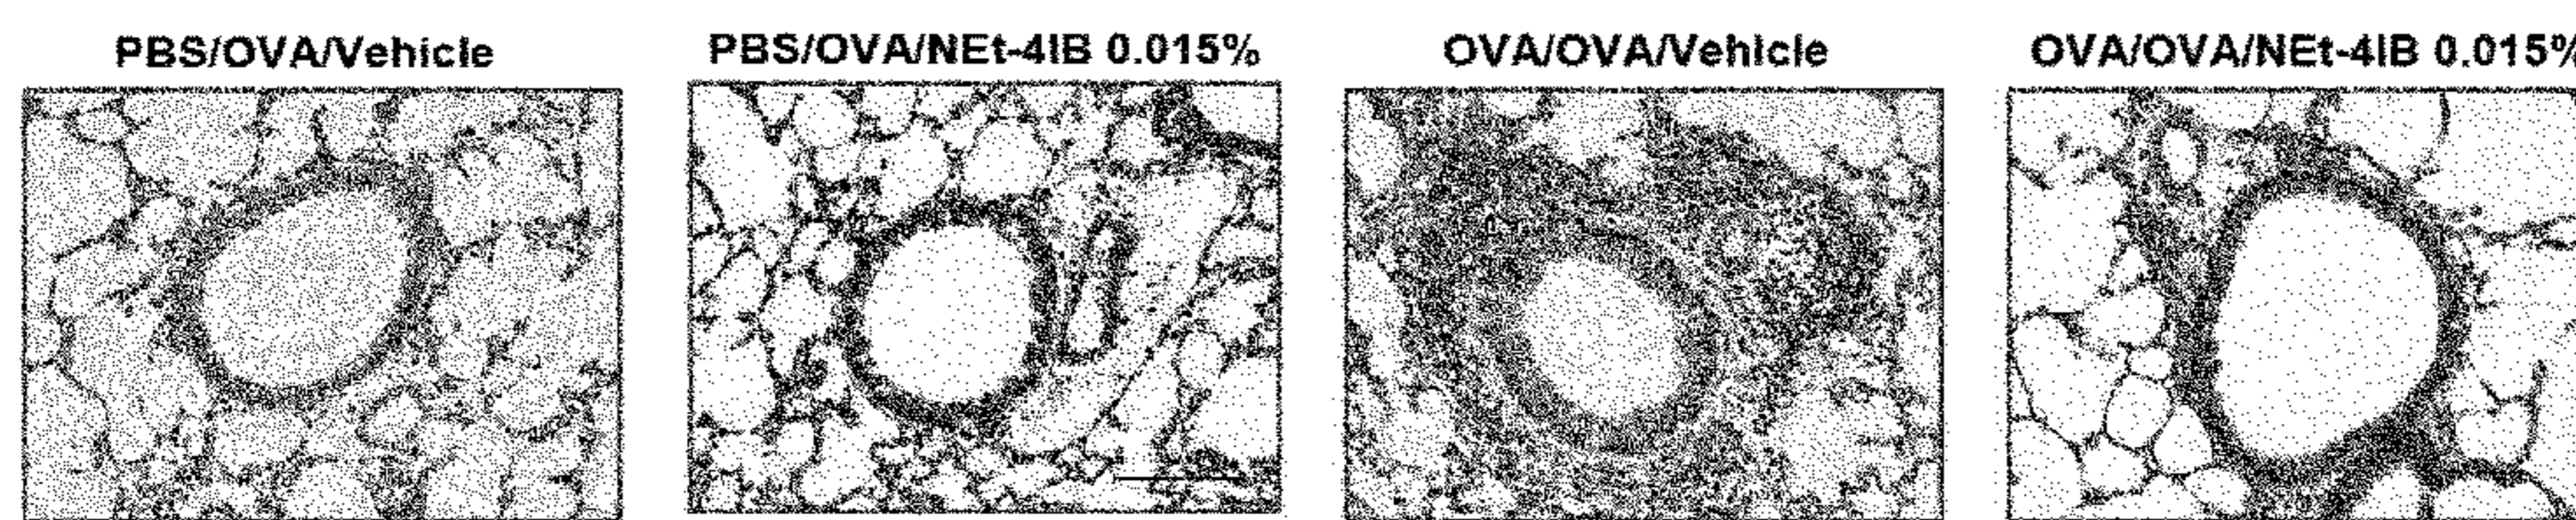 PBS/OVA/Vehicle
PBS/OVA/NEt-4IB 0.015%
OVA/OVA/Vehicle
OVA/OVA/NEt-4IB 0.015%